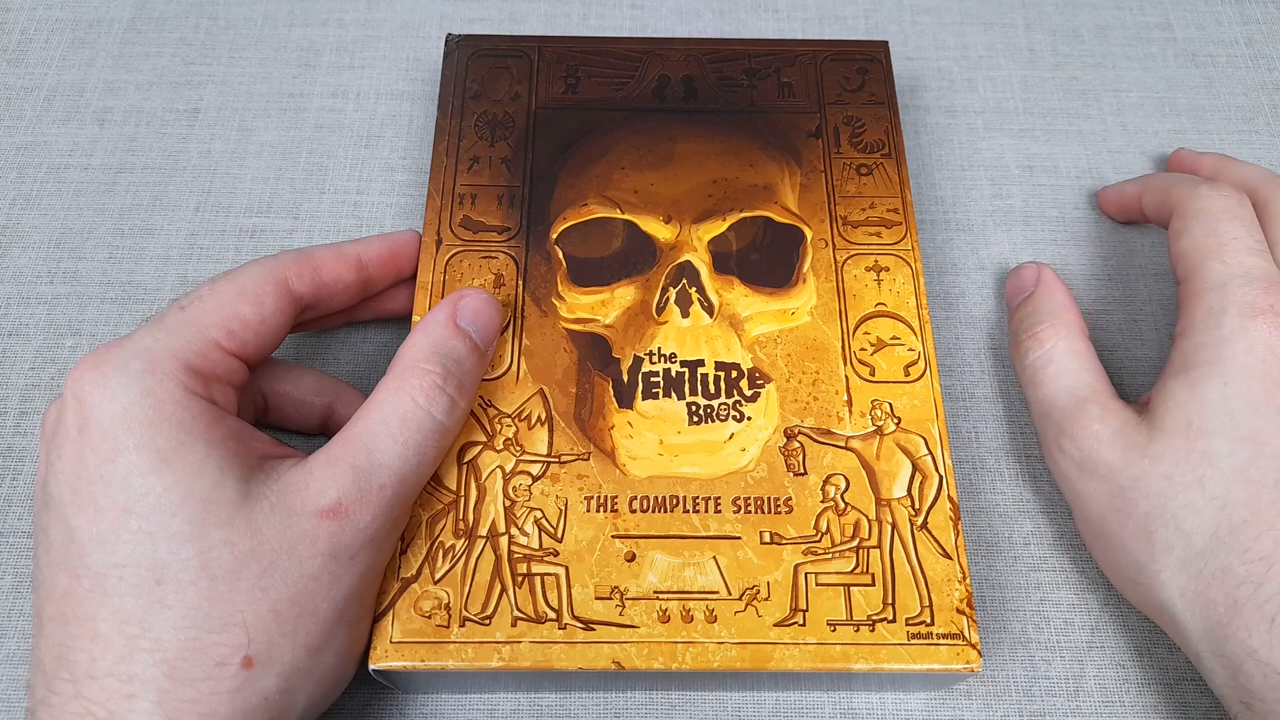 the
VENTURE
BROS.
THE COMPLETE SERIES
[adult swim]